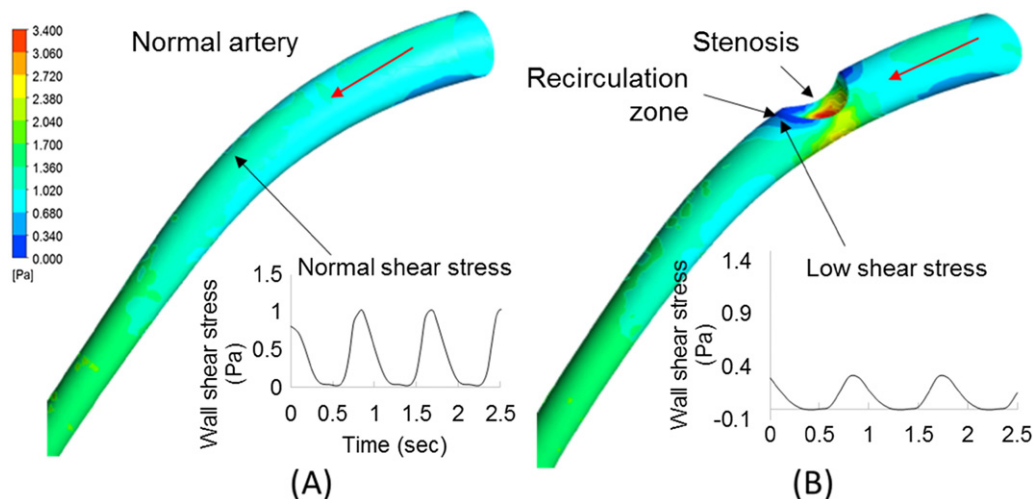 3.400
3.060
2.720
2.380
2.040
1.700
1.360
1.020
0.680
0.340
0.000
[Pa]
Normal artery
Normal shear stress
Wall shear stress
(Pa)
1.5
1
0.5
0
0 0.5 1 1.5 2 2.5
Time (sec)
(A)
Stenosis
Recirculation
zone
Low shear stress
Wall shear stress
(Pa)
1.4
0.9
0.4
-0.1
0 0.5 1 1.5 2 2.5
(B)